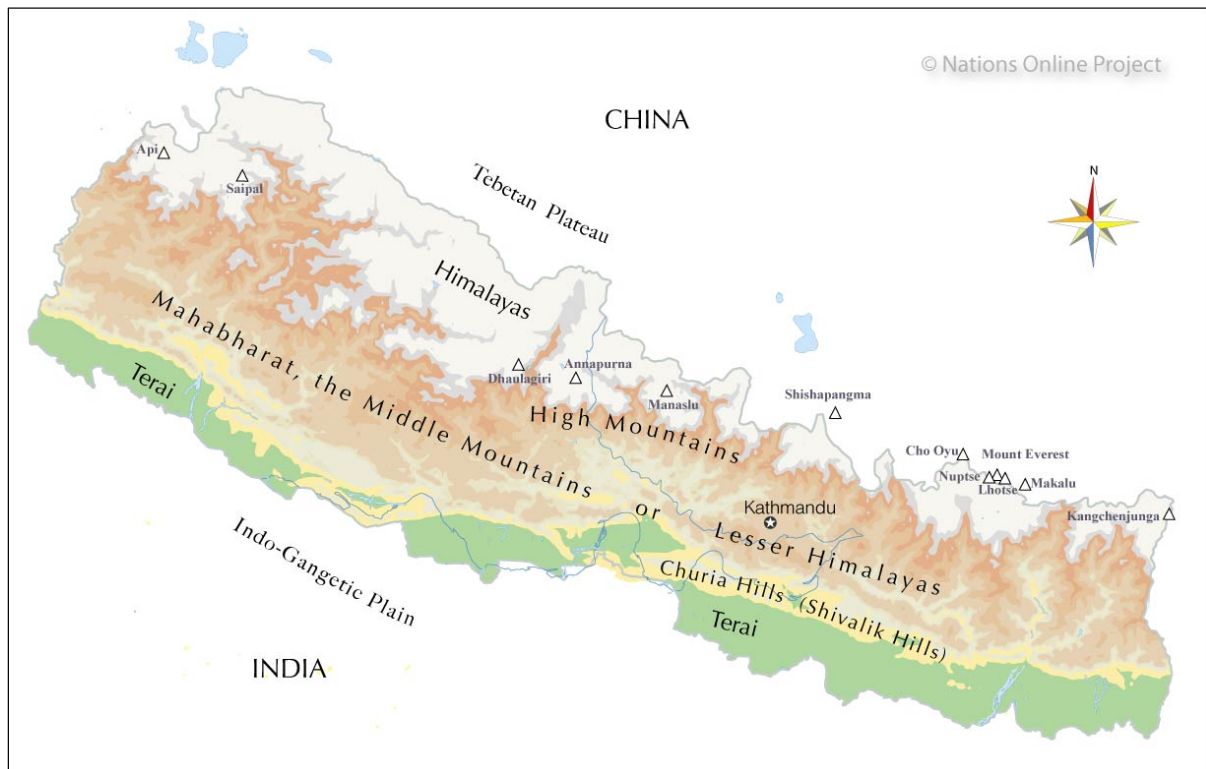 © Nations Online Project
CHINA
N
Api
Saipal
Tebetan Plateau
Himalayas
Mahabharat, the Middle Mountains or Lesser Himalayas
Terai
Dhaulagiri
Annapurna
Manaslu
High Mountains
Shishapangma
Cho Oyu
Mount Everest
Nuptse
Lhotse
Makalu
Kangchenjunga
Kathmandu
Indo-Gangetic Plain
Churia Hills (Shivalik Hills)
Terai
INDIA